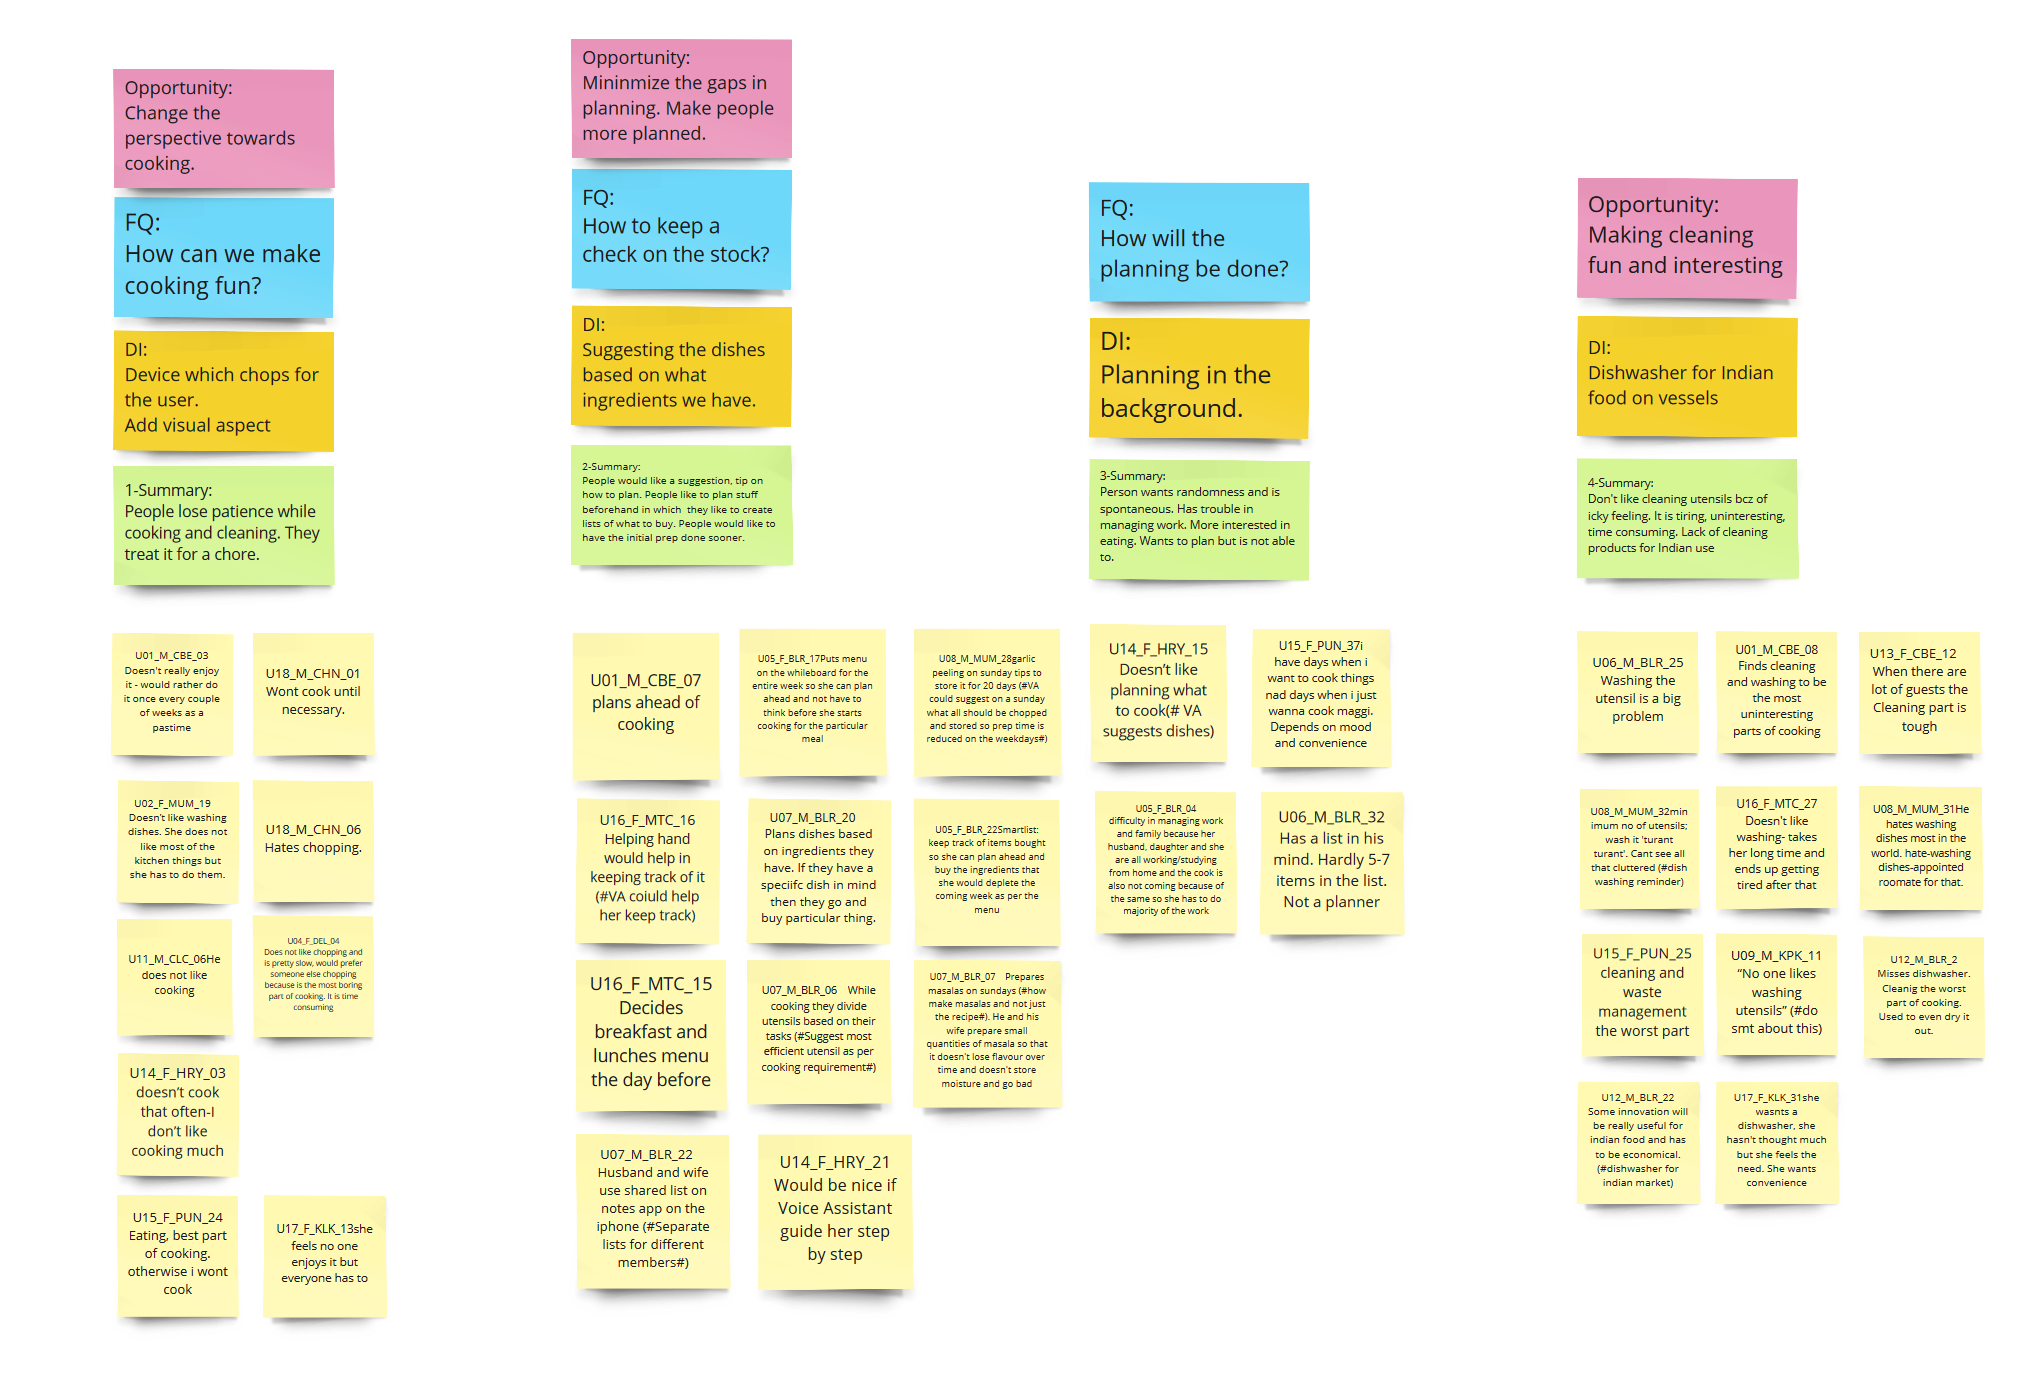 Opportunity:
Change the
perspective towards
cooking.
FQ:
How can we make
cooking fun?
DI:
Device which chops for
the user.
Add visual aspect
1-Summary:
People lose patience while
cooking and cleaning. They
treat it for a chore.
U01_M_CBE_03
Doesn't really enjoy
it - would rather do
it once every couple
of weeks as a
pastime
U18_M_CHN_01
Wont cook until
necessary.
U02_F_MUM_19
Doesn't like washing
dishes. She does not
like most of the
kitchen things but
she has to do them.
U18_M_CHN_06
Hates chopping.
U11_M_CLC_06He
does not like
cooking
U04_F_DEL_04
Does not like chopping and
is pretty slow, would prefer
someone else chopping
because is the most boring
part of cooking. It is time
consuming
U14_F_HRY_03
doesn't cook
that often-I
don't like
cooking much
U15_F_PUN_24
Eating, best part
of cooking.
otherwise i wont
cook
U17_F_KLK_13she
feels no one
enjoys it but
everyone has to
Opportunity:
Mininmize the gaps in
planning. Make people
more planned.
FQ:
How to keep a
check on the stock?
DI:
Suggesting the dishes
based on what
ingredients we have.
2-Summary:
People would like a suggestion, tip on
how to plan. People like to plan stuff
beforehand in which  they like to create
lists of what to buy. People would like to
have the initial prep done sooner.
U01_M_CBE_07
plans ahead of
cooking
U05_F_BLR_17Puts menu
on the whileboard for the
entire week so she can plan
ahead and not have to
think before she starts
cooking for the particular
meal
U08_M_MUM_28garlic
peeling on sunday tips to
store it for 20 days (#VA
could suggest on a sunday
what all should be chopped
and stored so prep time is
reduced on the weekdays#)
U16_F_MTC_16
Helping hand
would help in
keeping track of it
(#VA coiuld help
her keep track)
U07_M_BLR_20
Plans dishes based
on ingredients they
have. If they have a
speciifc dish in mind
then they go and
buy particular thing.
U05_F_BLR_22Smartlist:
keep track of items bought
so she can plan ahead and
buy the ingredients that
she would deplete the
coming week as per the
menu
U16_F_MTC_15
Decides
breakfast and
lunches menu
the day before
U07_M_BLR_06   While
cooking they divide
utensils based on their
tasks (#Suggest most
efficient utensil as per
cooking requirement#)
U07_M_BLR_07   Prepares
masalas on sundays (#how
make masalas and not just
the recipe#). He and his
wife prepare small
quantities of masala so that
it doesn't lose flavour over
time and doesn't store
moisture and go bad
U07_M_BLR_22
Husband and wife
use shared list on
notes app on the
iphone (#Separate
lists for different
members#)
U14_F_HRY_21
Would be nice if
Voice Assistant
guide her step
by step
FQ:
How will the
planning be done?
DI:
Planning in the
background.
3-Summary:
Person wants randomness and is
spontaneous. Has trouble in
managing work. More interested in
eating. Wants to plan but is not able
to.
U14_F_HRY_15
Doesn't like
planning what
to cook(# VA
suggests dishes)
U15_F_PUN_37i
have days when i
want to cook things
nad days when i just
wanna cook maggi.
Depends on mood
and convenience
U05_F_BLR_04
difficulty in managing work
and family because her
husband, daughter and she
are all working/studying
from home and the cook is
also not coming because of
the same so she has to do
majority of the work
U06_M_BLR_32
Has a list in his
mind. Hardly 5-7
items in the list.
Not a planner
Opportunity:
Making cleaning
fun and interesting
DI:
Dishwasher for Indian
food on vessels
4-Summary:
Don't like cleaning utensils bcz of
icky feeling. It is tiring, uninteresting,
time consuming. Lack of cleaning
products for Indian use
U06_M_BLR_25
Washing the
utensil is a big
problem
U01_M_CBE_08
Finds cleaning
and washing to be
the most
uninteresting
parts of cooking
U13_F_CBE_12
When there are
lot of guests the
Cleaning part is
tough
U08_M_MUM_32min
imum no of utensils;
wash it 'turant
turant'. Cant see all
that cluttered (#dish
washing reminder)
U16_F_MTC_27
Doesn't like
washing- takes
her long time and
ends up getting
tired after that
U08_M_MUM_31He
hates washing
dishes most in the
world. hate-washing
dishes-appointed
roomate for that.
U15_F_PUN_25
cleaning and
waste
management
the worst part
U09_M_KPK_11
“No one likes
washing
utensils” (#do
smt about this)
U12_M_BLR_2
Misses dishwasher.
Cleanig the worst
part of cooking.
Used to even dry it
out.
U12_M_BLR_22
Some innovation will
be really useful for
indian food and has
to be economical.
(#dishwasher for
indian market)
U17_F_KLK_31she
wasnts a
dishwasher, she
hasn't thought much
but she feels the
need. She wants
convenience